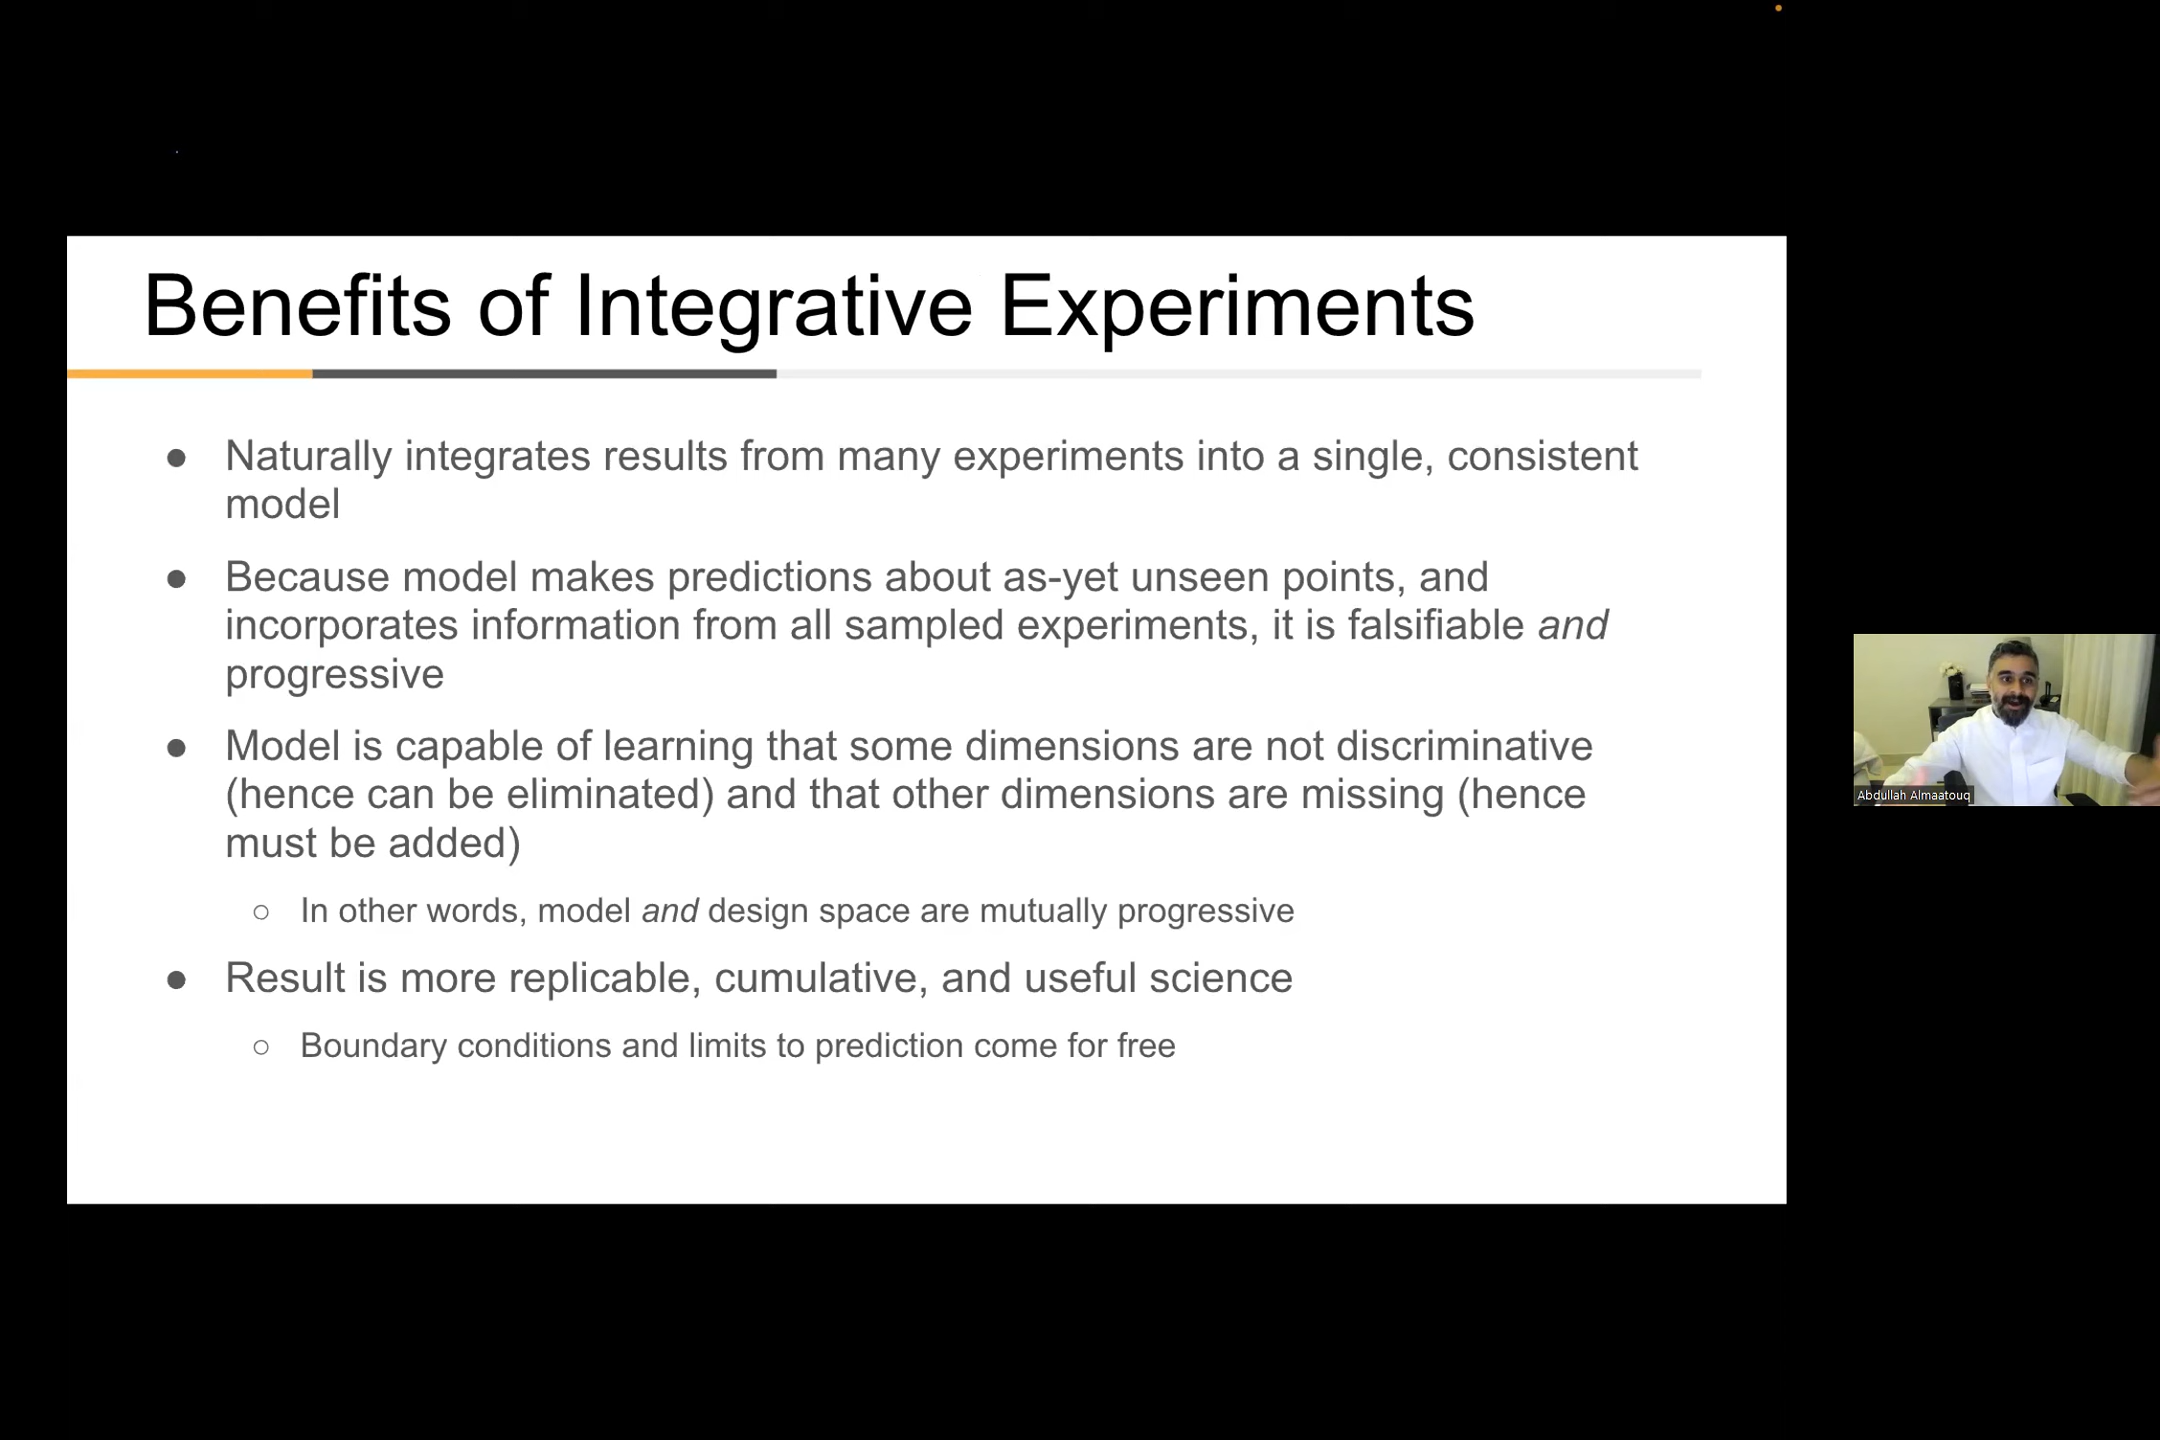 Benefits of Integrative Experiments
● Naturally integrates results from many experiments into a single, consistent
model
● Because model makes predictions about as-yet unseen points, and
incorporates information from all sampled experiments, it is falsifiable and
progressive
● Model is capable of learning that some dimensions are not discriminative
(hence can be eliminated) and that other dimensions are missing (hence
must be added)
○ In other words, model and design space are mutually progressive
● Result is more replicable, cumulative, and useful science
○ Boundary conditions and limits to prediction come for free
Abdullah Almaatouq